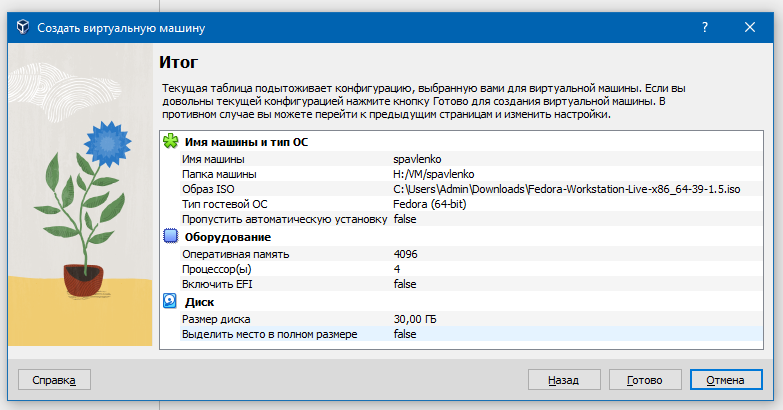 Создать виртуальную машину
?
Итог
Текущая таблица подытоживает конфигурацию, выбранную вами для виртуальной машины. Если вы
довольны текущей конфигурацией нажмите кнопку Готово для создания виртуальной машины. В
противном случае вы можете перейти к предыдущим страницам и изменить настройки.
Имя машины и тип ОС
Имя машины spavlenko
Папка машины H:/VM/spavlenko
Образ ISO C:\Users\Admin\Downloads\Fedora-Workstation-Live-x86_64-39-1.5.iso
Тип гостевой ОС Fedora (64-bit)
Пропустить автоматическую установку false
Оборудование
Оперативная память 4096
Процессор(ы) 4
Включить EFI false
Диск
Размер диска 30,00 ГБ
Выделить место в полном размере false
Справка Назад Готово Отмена